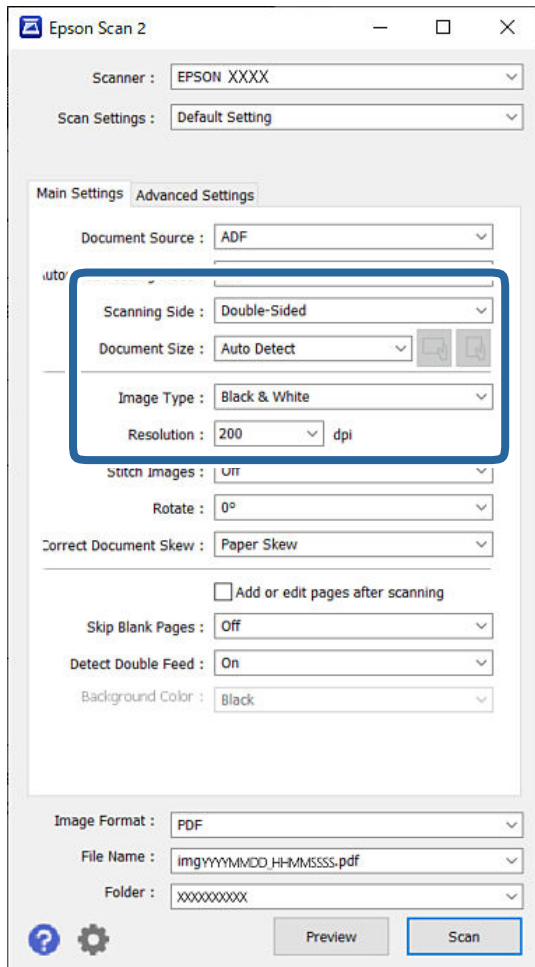 Epson Scan 2
Scanner : EPSON XXXX
Scan Settings : Default Setting
Main Settings Advanced Settings
Document Source : ADF
Scanning Side : Double-Sided
Document Size : Auto Detect
Image Type : Black & White
Resolution : 200 dpi
Stitch Images : Off
Rotate : 0°
Correct Document Skew : Paper Skew
Add or edit pages after scanning
Skip Blank Pages : Off
Detect Double Feed : On
Background Color : Black
Image Format : PDF
File Name : imgYYYYMMDD_HHMMSSSS.pdf
Folder : XXXXXXXXXX
Preview Scan